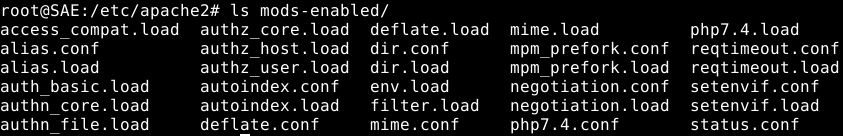 root@SAE:/etc/apache2# ls mods-enabled/
access_compat.load authz_core.load deflate.load mime.load php7.4.load
alias.conf authz_host.load dir.conf mpm_prefork.conf reqtimeout.conf
alias.load authz_user.load dir.load mpm_prefork.load reqtimeout.load
auth_basic.load autoindex.conf env.load negotiation.conf setenvif.conf
authn_core.load autoindex.load filter.load negotiation.load setenvif.load
authn_file.load deflate.conf mime.conf php7.4.conf status.conf